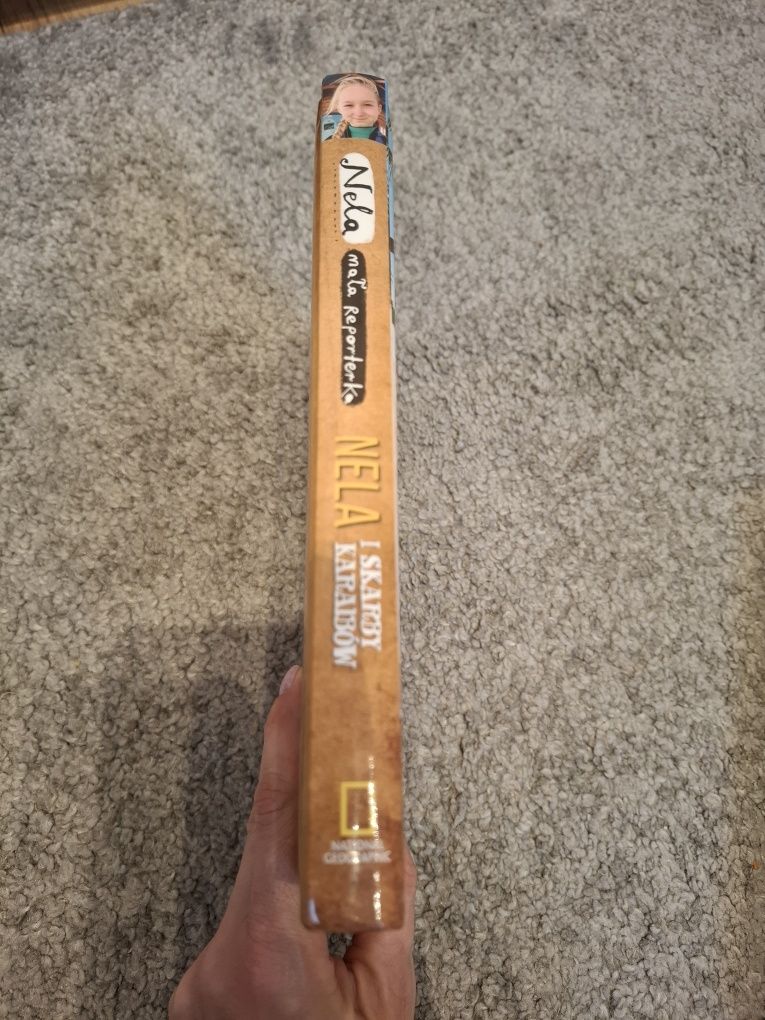 Nela
mała reporterka
NELA
I SKARBY
KARAIBÓW
NATIONAL
GEOGRAPHIC